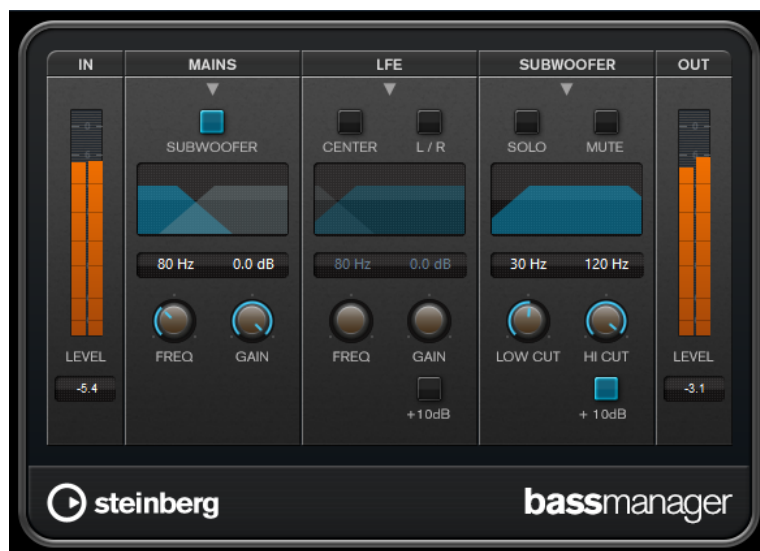 IN MAINS LFE SUBWOOFER OUT
SUBWOOFER CENTER L / R SOLO MUTE
0 0
80 Hz 0.0 dB 80 Hz 0.0 dB 30 Hz 120 Hz
LEVEL FREQ GAIN FREQ GAIN LOW CUT HI CUT LEVEL
-5.4 -3.1
+10dB + 10dB
steinberg bassmanager